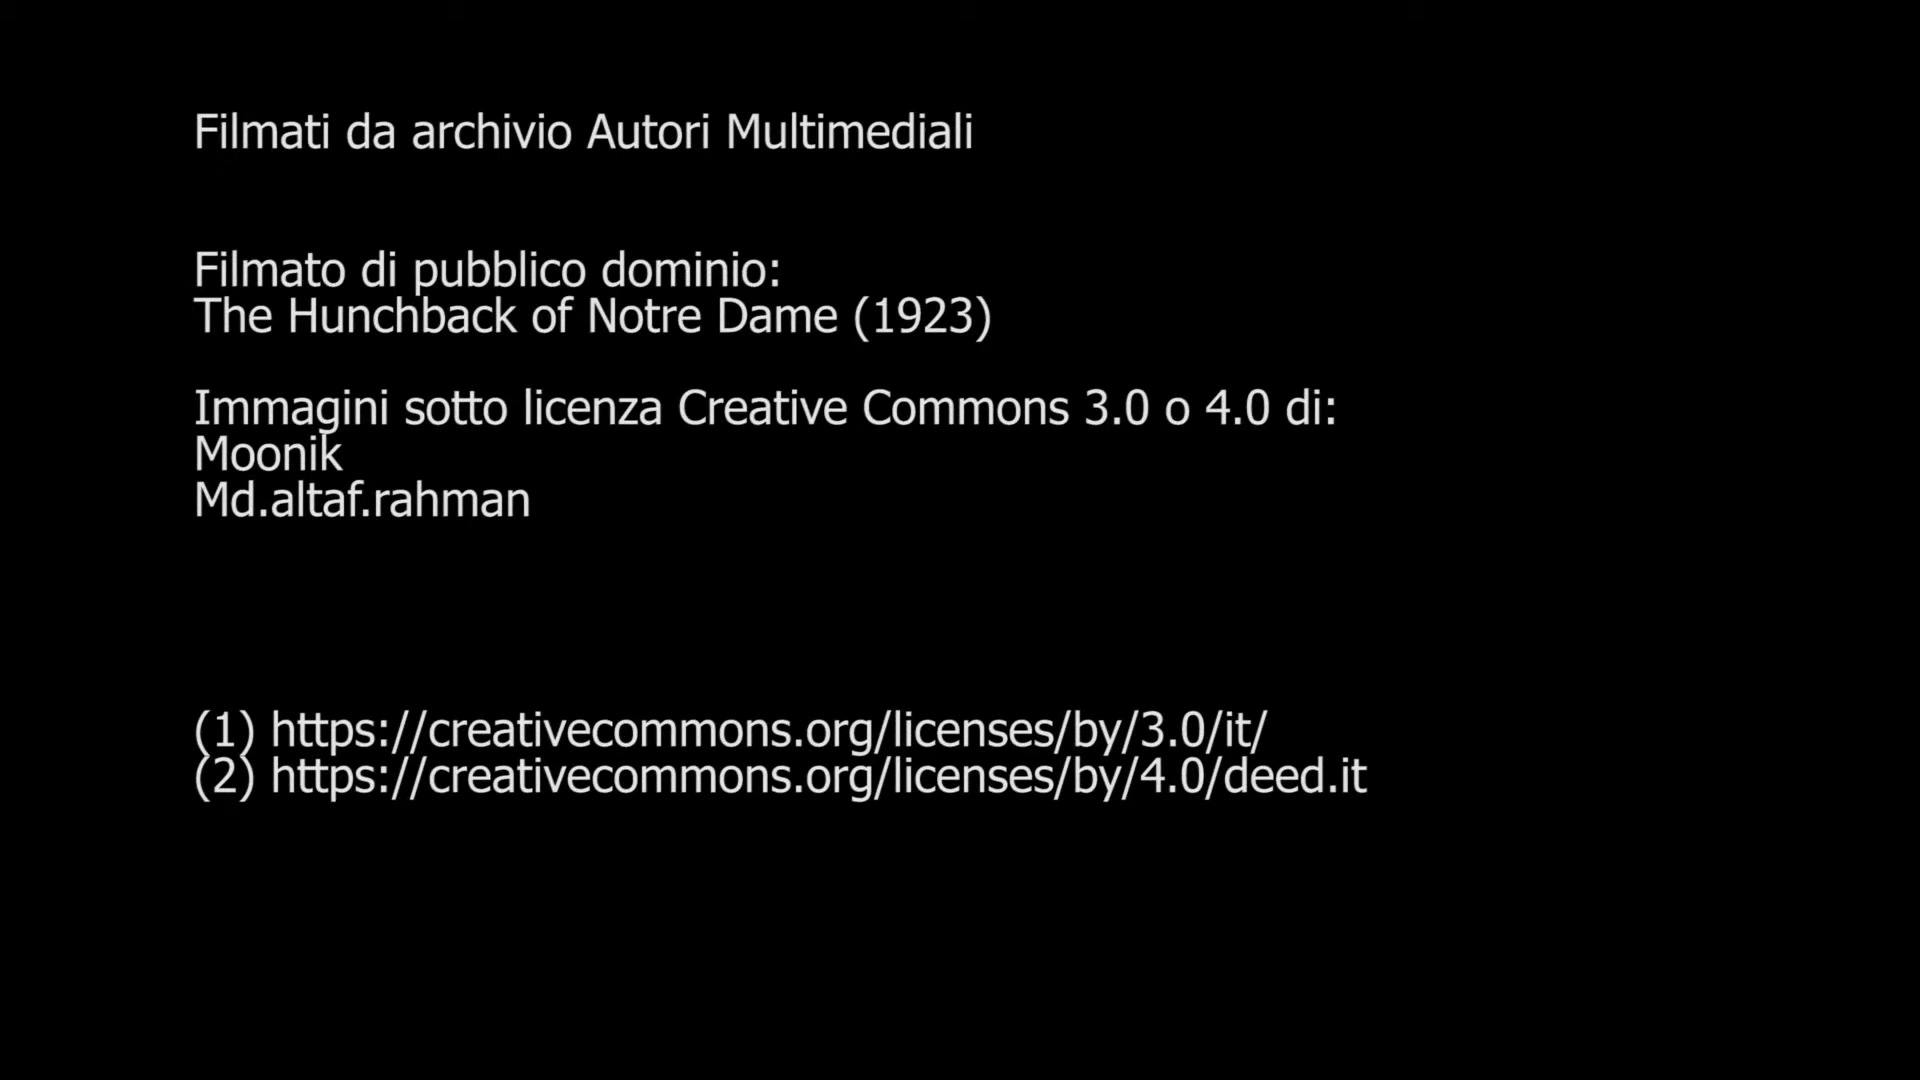 Filmati da archivio Autori Multimediali
Filmato di pubblico dominio:
The Hunchback of Notre Dame (1923)
Immagini sotto licenza Creative Commons 3.0 o 4.0 di:
Moonik
Md.altaf.rahman
(1) https://creativecommons.org/licenses/by/3.0/it/
(2) https://creativecommons.org/licenses/by/4.0/deed.it